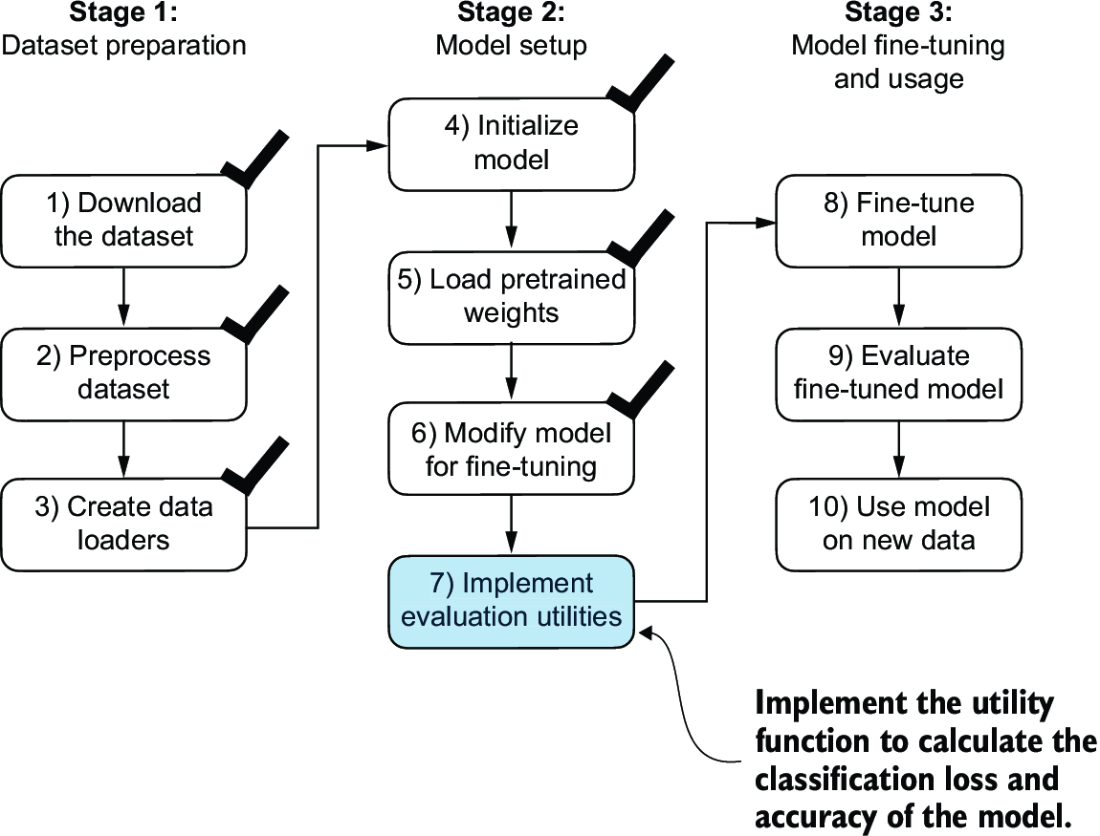 Stage 1:
Dataset preparation
1) Download
the dataset
2) Preprocess
dataset
3) Create data
loaders
Stage 2:
Model setup
4) Initialize
model
5) Load pretrained
weights
6) Modify model
for fine-tuning
7) Implement
evaluation utilities
Stage 3:
Model fine-tuning
and usage
8) Fine-tune
model
9) Evaluate
fine-tuned model
10) Use model
on new data
Implement the utility
function to calculate the
classification loss and
accuracy of the model.